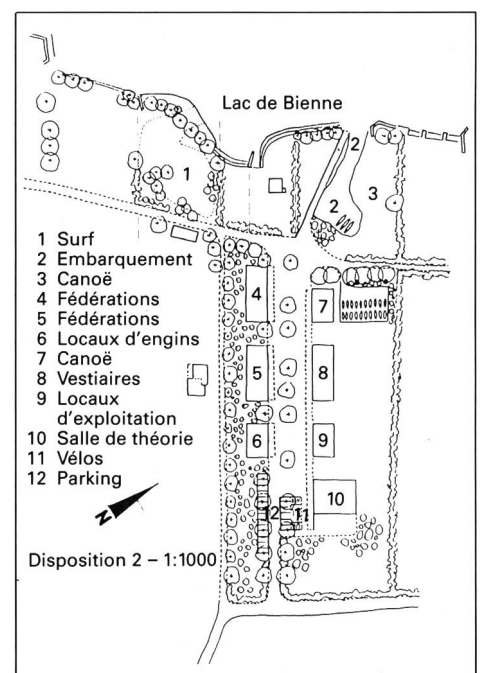 Lac de Bienne
2
1
2
3
1 Surf
2 Embarquement
3 Canoë
4 Fédérations
5 Fédérations
6 Locaux d'engins
7 Canoë
8 Vestiaires
9 Locaux
d'exploitation
10 Salle de théorie
11 Vélos
12 Parking
4
7
5
8
6
9
10
12
11
N
Disposition 2 – 1:1000